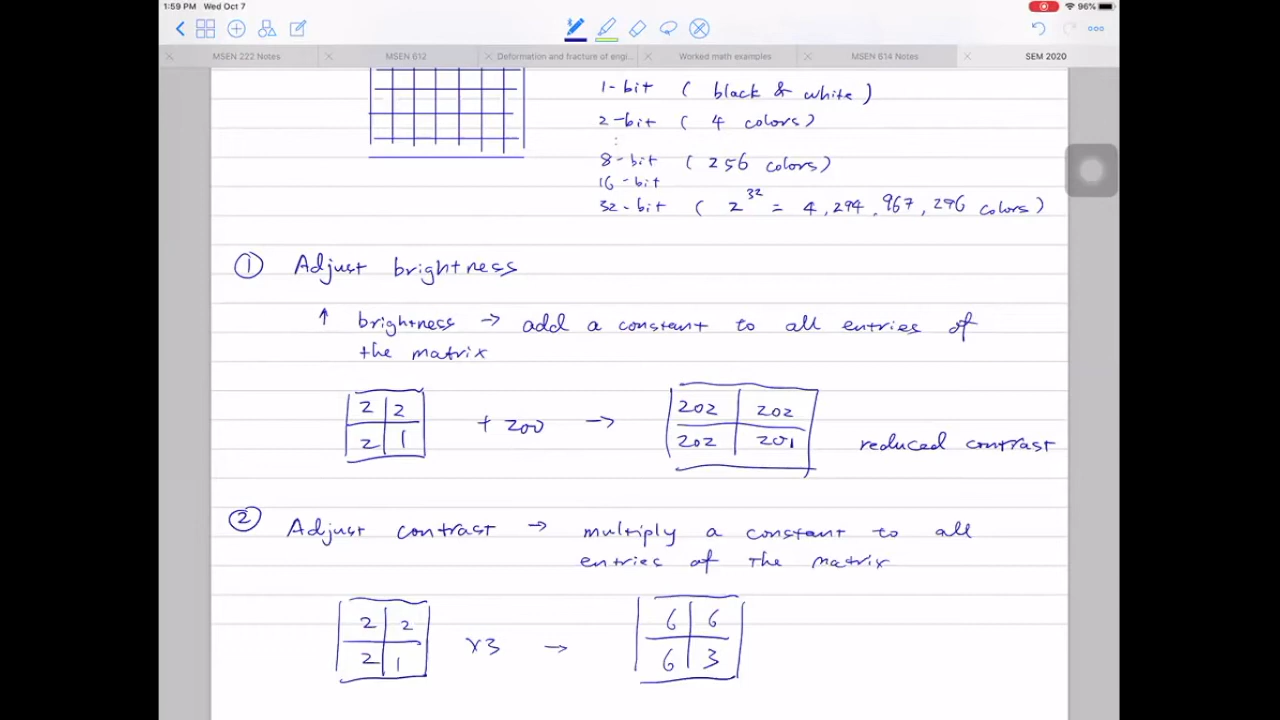 1:59 PM Wed Oct 7
96%
MSEN 222 Notes
MSEN 612
Deformation and fracture of engi...
Worked math examples
MSEN 614 Notes
SEM 2020
1-bit ( black & white )
2-bit ( 4 colors )
:
8-bit ( 256 colors )
16-bit
32-bit ( 2^32 = 4,294,967,296 colors )
① Adjust brightness
↑ brightness → add a constant to all entries of
the matrix
2 2 202 202
+ 200 →
2 1 202 201 reduced contrast
② Adjust contrast → multiply a constant to all
entries of the matrix
2 2 6 6
x3 →
2 1 6 3